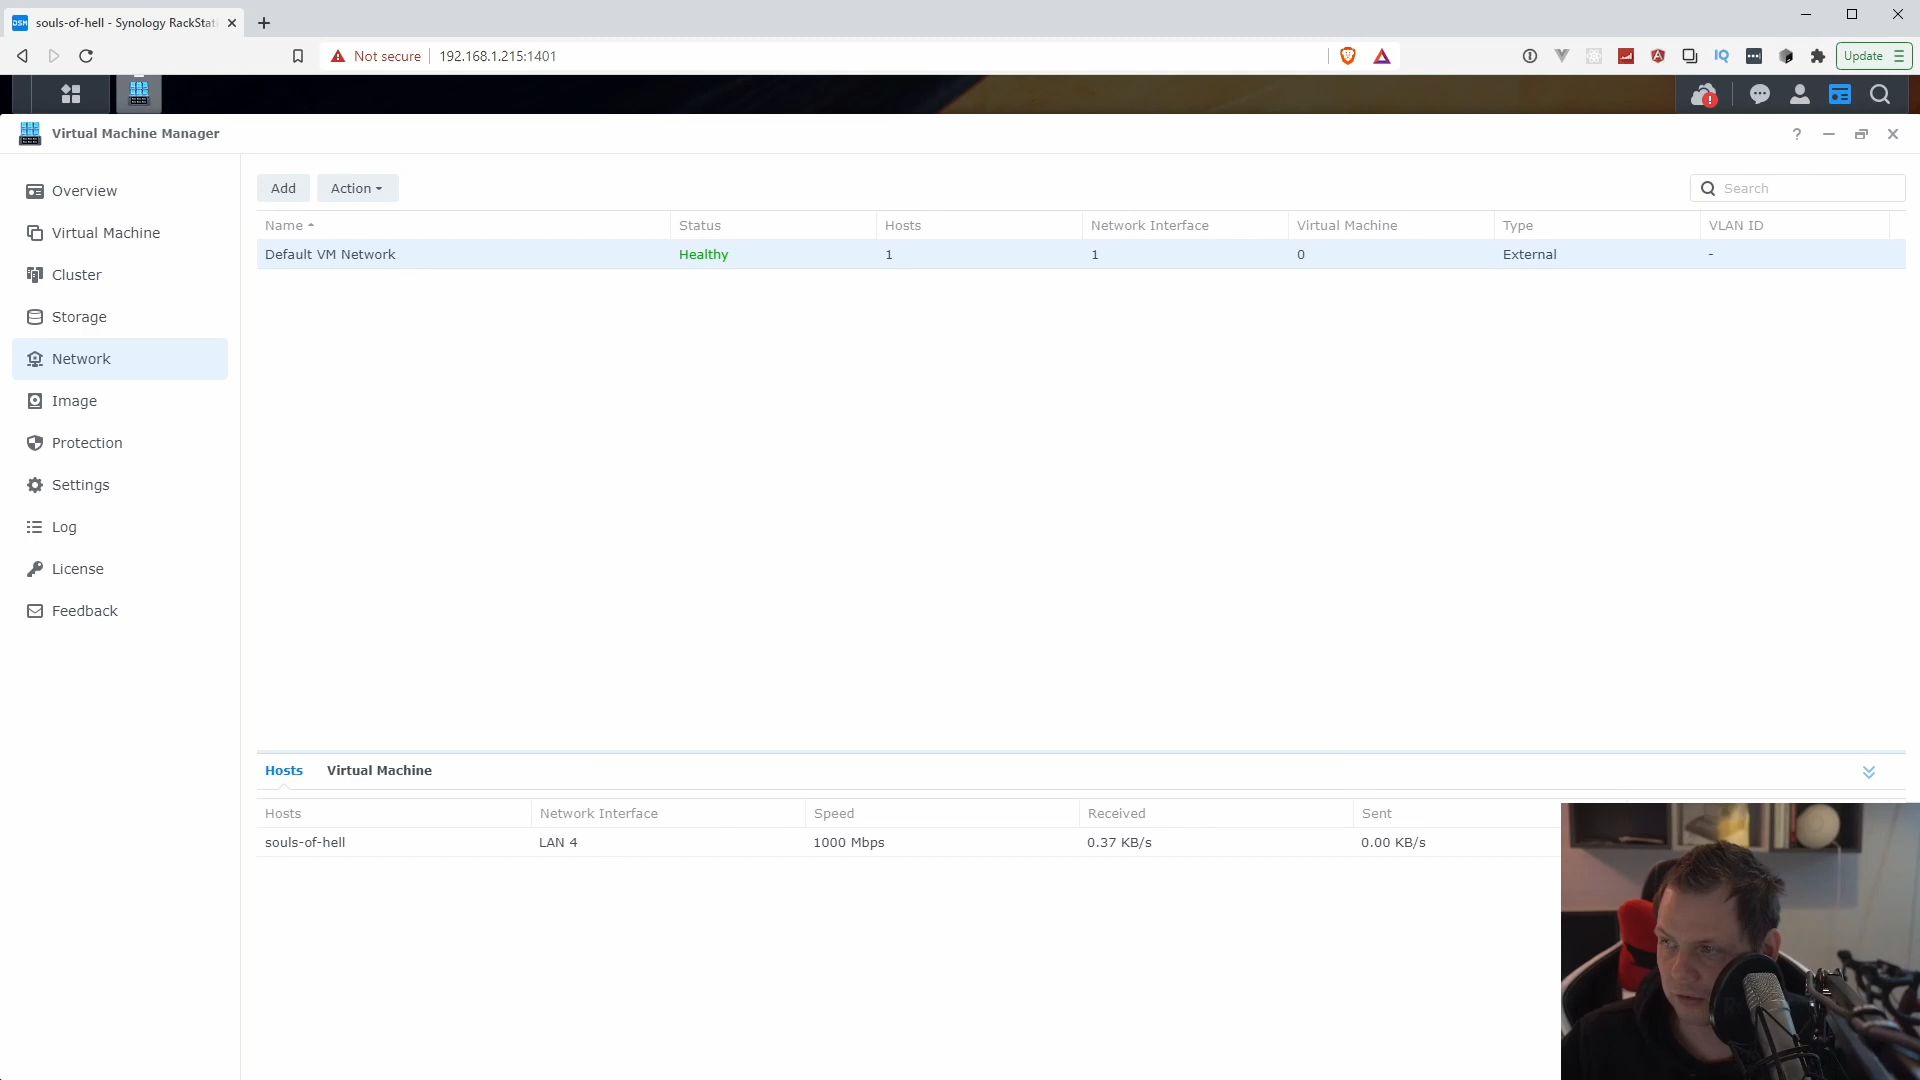 souls-of-hell - Synology RackStati
Not secure
192.168.1.215:1401
IQ
Update
Virtual Machine Manager
?
Overview
Virtual Machine
Cluster
Storage
Network
Image
Protection
Settings
Log
License
Feedback
Add
Action
Search
Name Status Hosts Network Interface Virtual Machine Type VLAN ID
Default VM Network Healthy 1 1 0 External -
Hosts Virtual Machine
Hosts Network Interface Speed Received Sent
souls-of-hell LAN 4 1000 Mbps 0.37 KB/s 0.00 KB/s